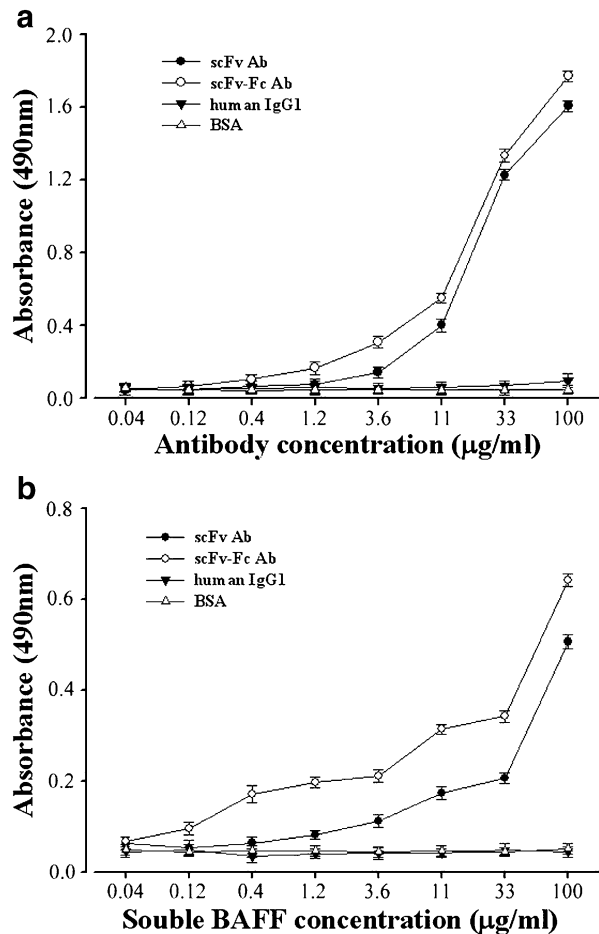 a
Absorbance (490nm)
2.0
1.6
1.2
0.8
0.4
0.0
scFv Ab
scFv-Fc Ab
human IgG1
BSA
0.04 0.12 0.4 1.2 3.6 11 33 100
Antibody concentration (μg/ml)
b
Absorbance (490nm)
0.8
0.6
0.4
0.2
0.0
scFv Ab
scFv-Fc Ab
human IgG1
BSA
0.04 0.12 0.4 1.2 3.6 11 33 100
Souble BAFF concentration (μg/ml)